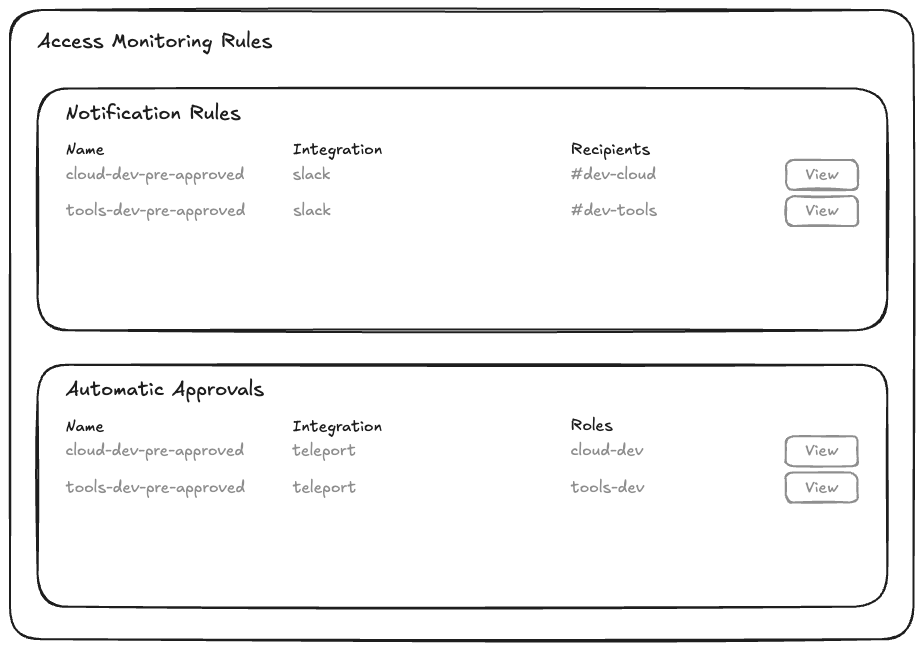 Access Monitoring Rules
Notification Rules
Name Integration Recipients
cloud-dev-pre-approved slack #dev-cloud View
tools-dev-pre-approved slack #dev-tools View
Automatic Approvals
Name Integration Roles
cloud-dev-pre-approved teleport cloud-dev View
tools-dev-pre-approved teleport tools-dev View